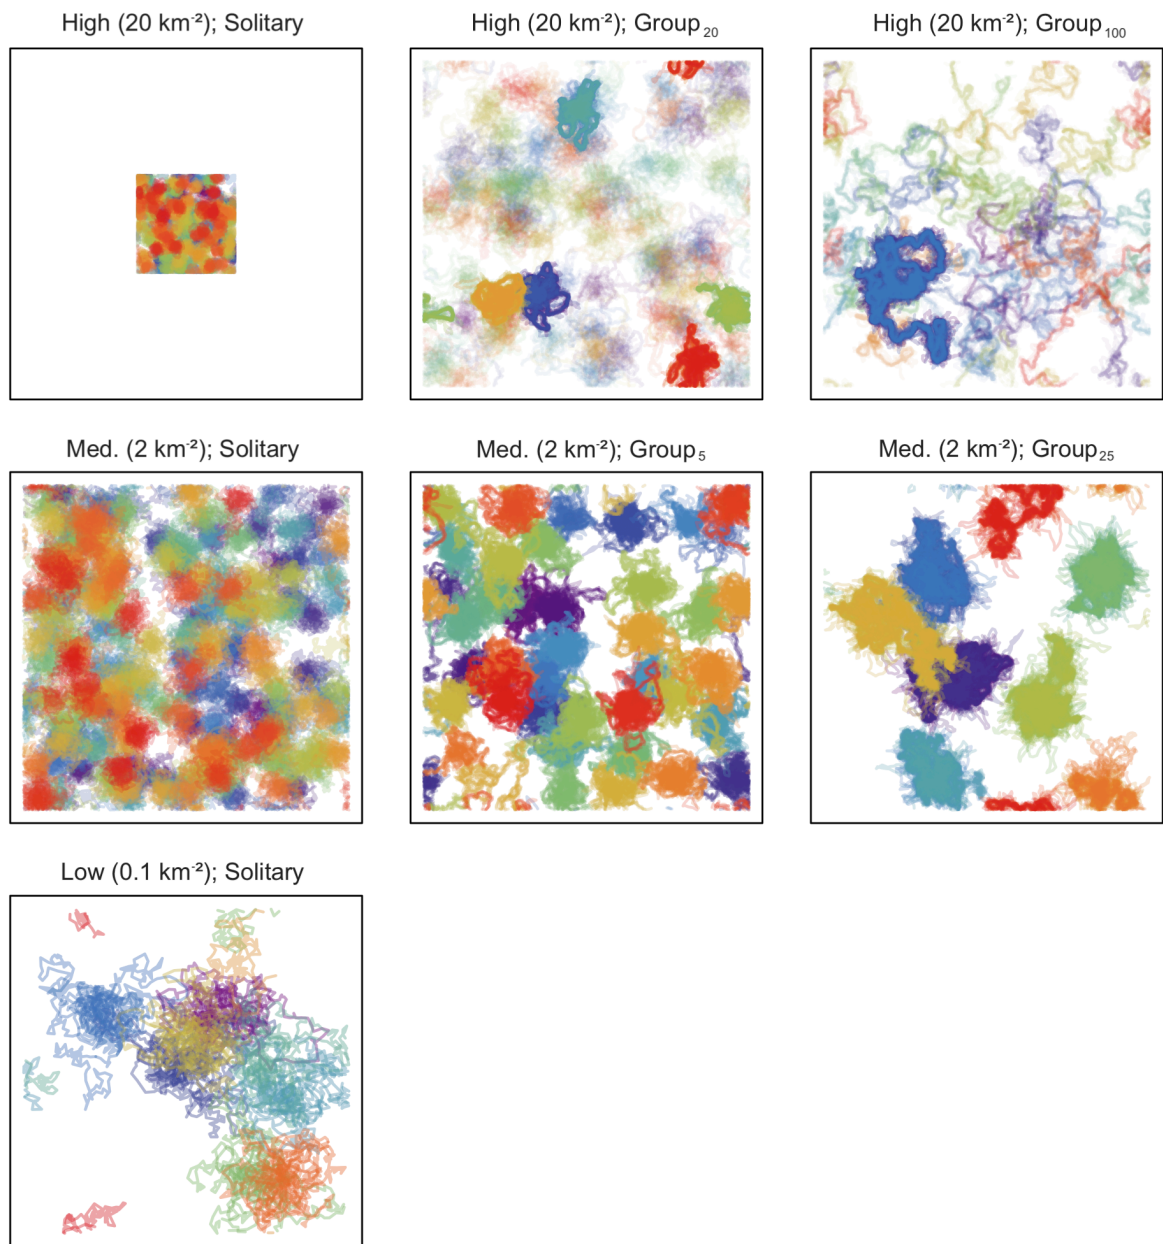 High (20 km⁻²); Solitary
High (20 km⁻²); Group₂₀
High (20 km⁻²); Group₁₀₀
Med. (2 km⁻²); Solitary
Med. (2 km⁻²); Group₅
Med. (2 km⁻²); Group₂₅
Low (0.1 km⁻²); Solitary